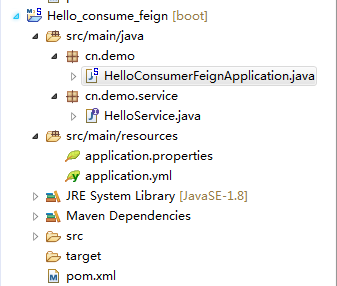 Hello_consume_feign [boot]
src/main/java
cn.demo
HelloConsumerFeignApplication.java
cn.demo.service
HelloService.java
src/main/resources
application.properties
application.yml
JRE System Library [JavaSE-1.8]
Maven Dependencies
src
target
pom.xml